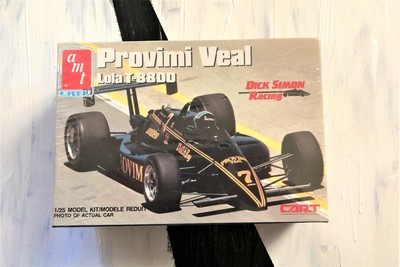 amt
ERTL
Provimi Veal
Lola T-8800
DICK SIMON
Racing
PROVIMI
7
1/25 MODEL KIT/MODELE REDUIT
PHOTO OF ACTUAL CAR
CART